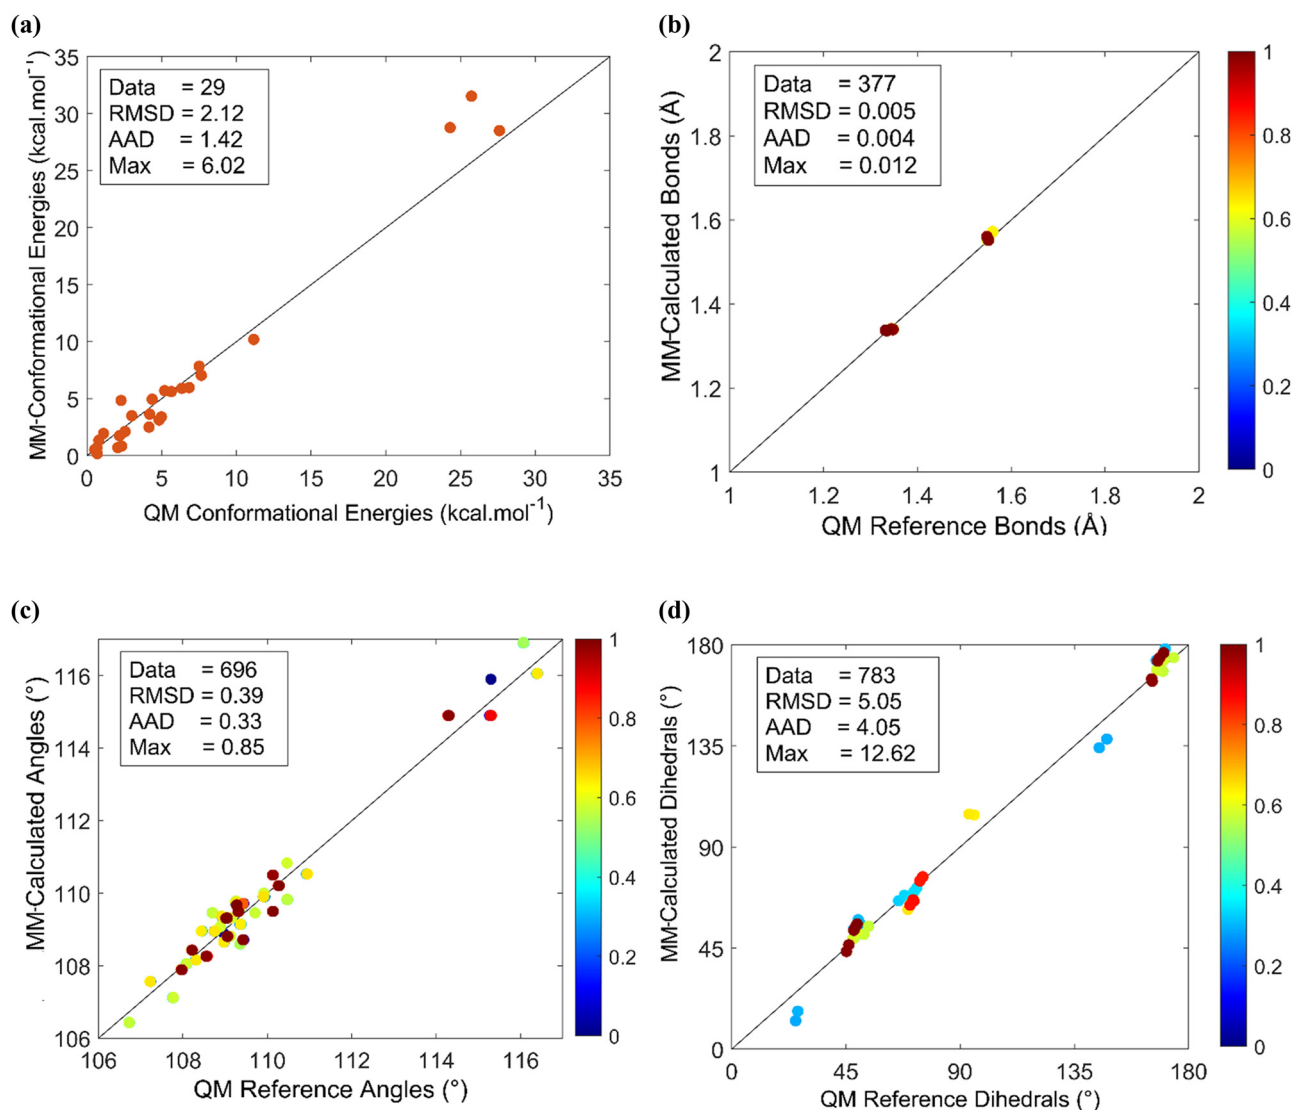 (a)
35
30
25
20
15
10
5
0
MM-Conformational Energies (kcal.mol⁻¹)
Data = 29
RMSD = 2.12
AAD = 1.42
Max = 6.02
0 5 10 15 20 25 30 35
QM Conformational Energies (kcal.mol⁻¹)
(b)
2
1.8
1.6
1.4
1.2
1
MM-Calculated Bonds (Å)
Data = 377
RMSD = 0.005
AAD = 0.004
Max = 0.012
1 1.2 1.4 1.6 1.8 2
QM Reference Bonds (Å)
1
0.8
0.6
0.4
0.2
0
(c)
116
114
112
110
108
106
MM-Calculated Angles (°)
Data = 696
RMSD = 0.39
AAD = 0.33
Max = 0.85
106 108 110 112 114 116
QM Reference Angles (°)
1
0.8
0.6
0.4
0.2
0
(d)
180
135
90
45
0
MM-Calculated Dihedrals (°)
Data = 783
RMSD = 5.05
AAD = 4.05
Max = 12.62
0 45 90 135 180
QM Reference Dihedrals (°)
1
0.8
0.6
0.4
0.2
0